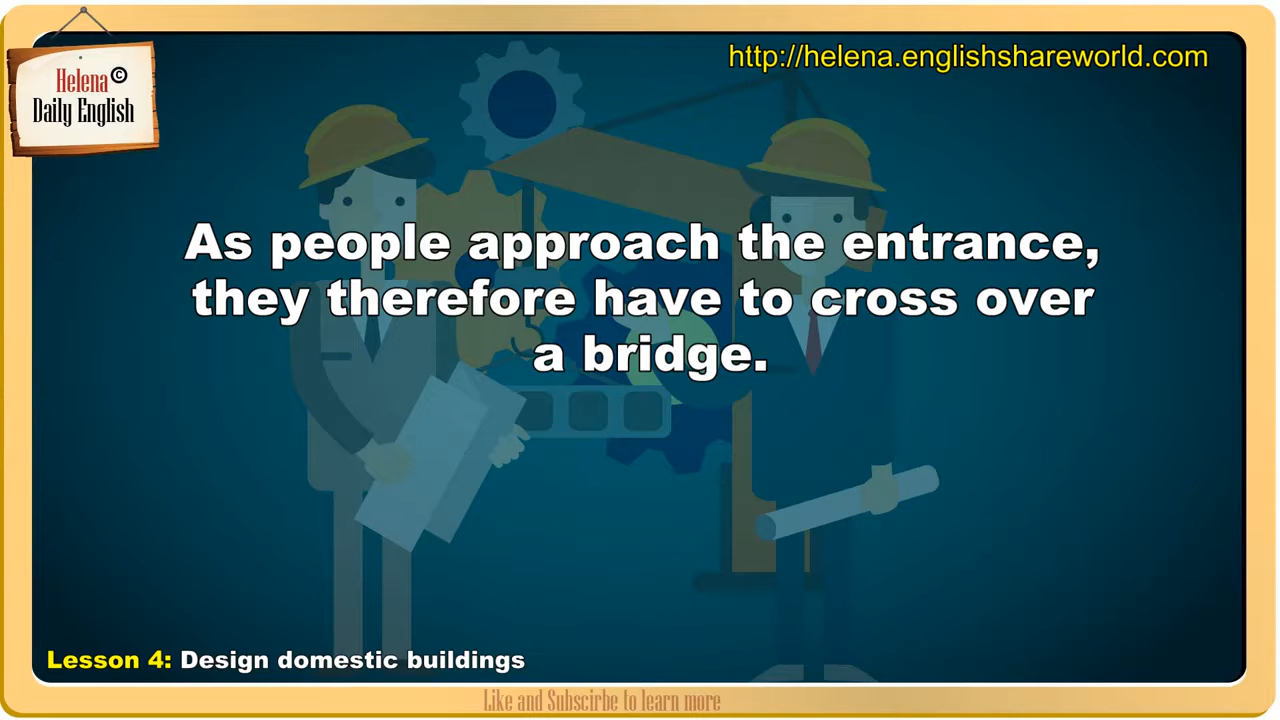 http://helena.englishshareworld.com
Helena©
Daily English
As people approach the entrance,
they therefore have to cross over
a bridge.
Lesson 4: Design domestic buildings
Like and Subscirbe to learn more